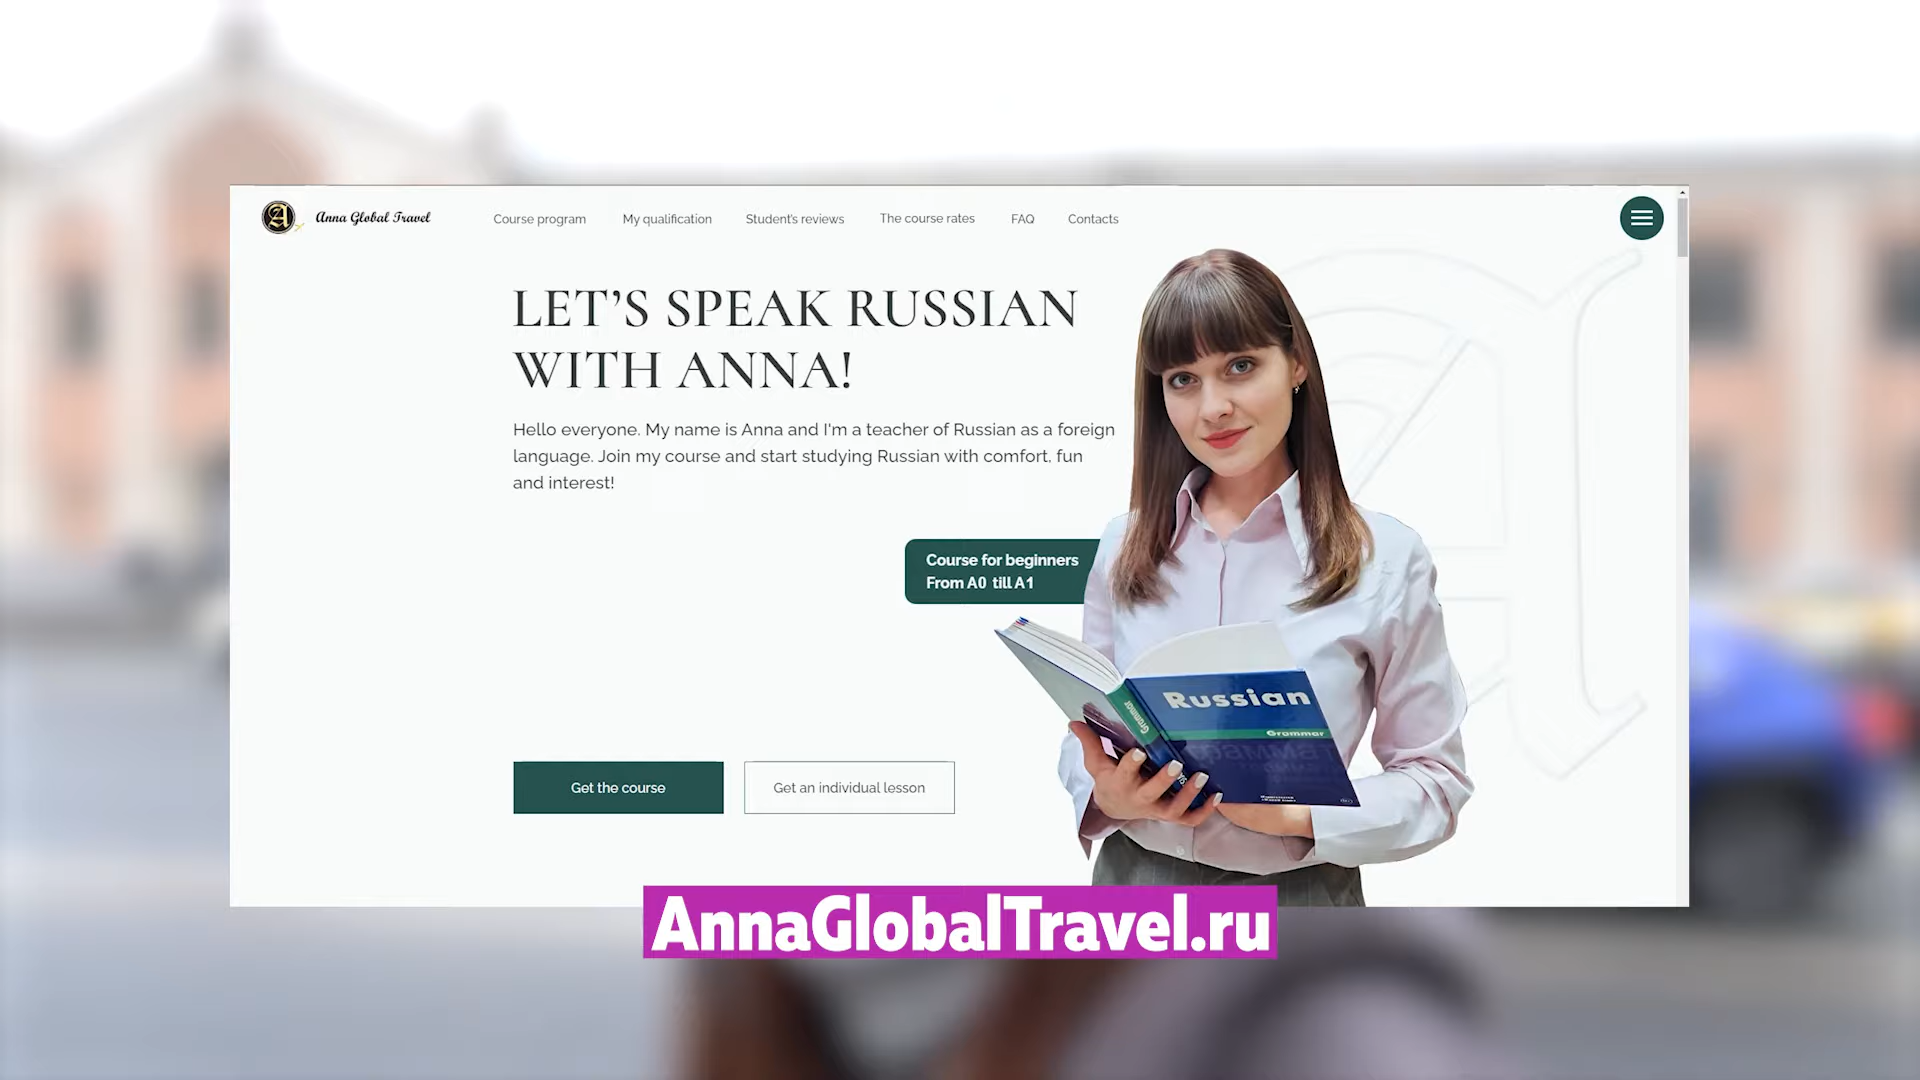 Anna Global Travel
Course program
My qualification
Student's reviews
The course rates
FAQ
Contacts
LET'S SPEAK RUSSIAN
WITH ANNA!
Hello everyone. My name is Anna and I'm a teacher of Russian as a foreign
language. Join my course and start studying Russian with comfort, fun
and interest!
Course for beginners
From A0 till A1
Russian
Grammar
Grammar
Get the course
Get an individual lesson
AnnaGlobalTravel.ru